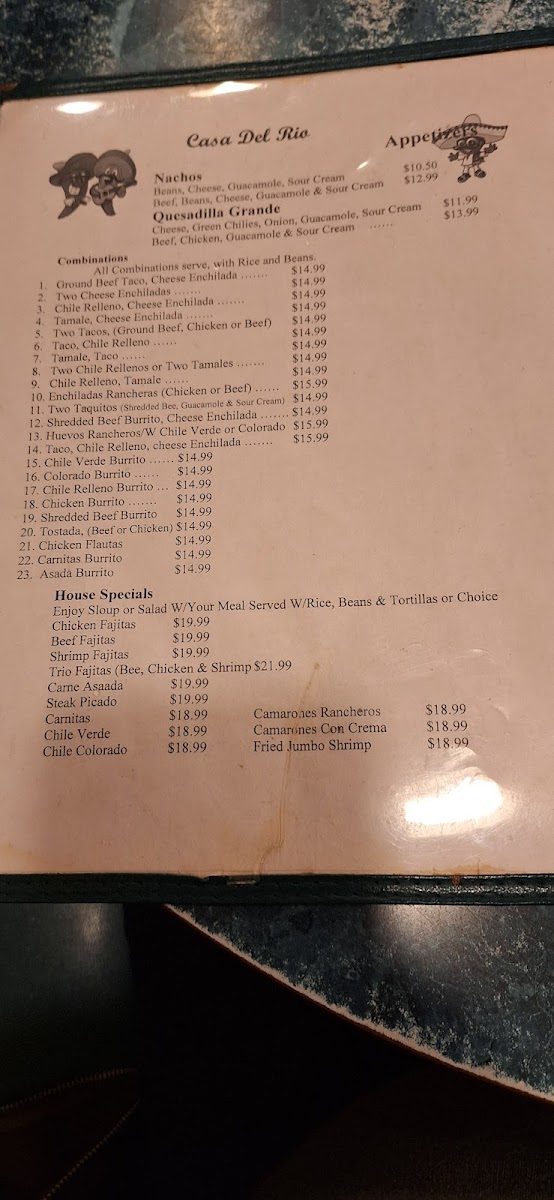 Casa Del Rio
Appetizers
Nachos
Beans, Cheese, Guacamole, Sour Cream $10.50
Beef, Beans, Cheese, Guacamole & Sour Cream $12.99
Quesadilla Grande
Cheese, Green Chilies, Onion, Guacamole, Sour Cream $11.99
Beef, Chicken, Guacamole & Sour Cream ...... $13.99
Combinations
All Combinations serve, with Rice and Beans.
1. Ground Beef Taco, Cheese Enchilada ....... $14.99
2. Two Cheese Enchiladas ....... $14.99
3. Chile Relleno, Cheese Enchilada ....... $14.99
4. Tamale, Cheese Enchilada ....... $14.99
5. Two Tacos, (Ground Beef, Chicken or Beef) $14.99
6. Taco, Chile Relleno ...... $14.99
7. Tamale, Taco ...... $14.99
8. Two Chile Rellenos or Two Tamales ....... $14.99
9. Chile Relleno, Tamale ...... $14.99
10. Enchiladas Rancheras (Chicken or Beef) ...... $15.99
11. Two Taquitos (Shredded Bee, Guacamole & Sour Cream) $14.99
12. Shredded Beef Burrito, Cheese Enchilada ....... $14.99
13. Huevos Rancheros/W Chile Verde or Colorado $15.99
14. Taco, Chile Relleno, cheese Enchilada ....... $15.99
15. Chile Verde Burrito ...... $14.99
16. Colorado Burrito ...... $14.99
17. Chile Relleno Burrito ... $14.99
18. Chicken Burrito ....... $14.99
19. Shredded Beef Burrito $14.99
20. Tostada, (Beef or Chicken) $14.99
21. Chicken Flautas $14.99
22. Carnitas Burrito $14.99
23. Asada Burrito $14.99
House Specials
Enjoy Sloup or Salad W/Your Meal Served W/Rice, Beans & Tortillas or Choice
Chicken Fajitas $19.99
Beef Fajitas $19.99
Shrimp Fajitas $19.99
Trio Fajitas (Bee, Chicken & Shrimp $21.99
Carne Asaada $19.99
Steak Picado $19.99
Carnitas $18.99 Camarones Rancheros $18.99
Chile Verde $18.99 Camarones Con Crema $18.99
Chile Colorado $18.99 Fried Jumbo Shrimp $18.99